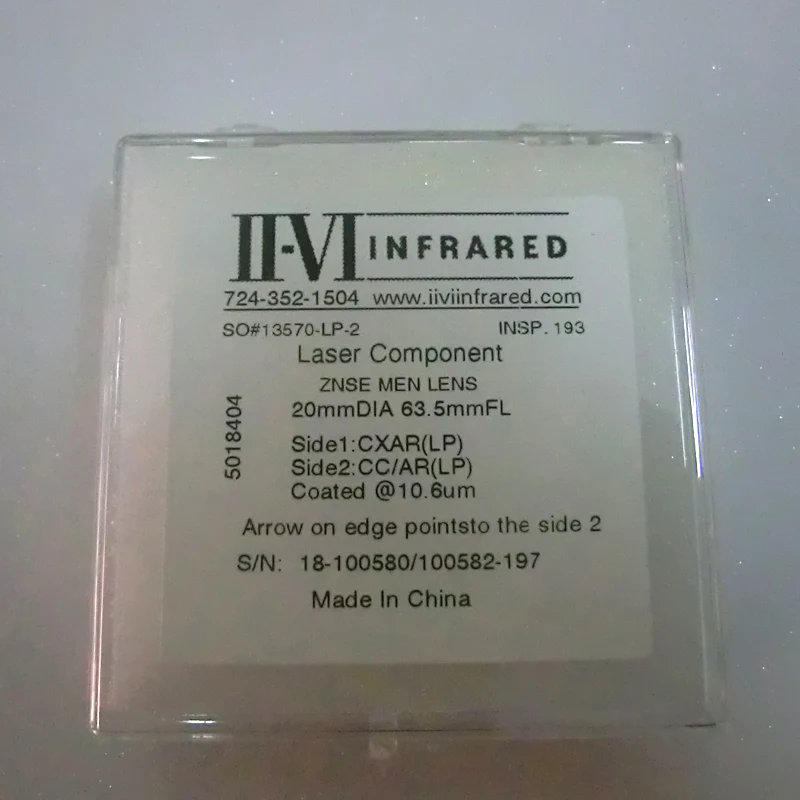 II-VI INFRARED
724-352-1504 www.iiviinfrared.com
SO#13570-LP-2 INSP. 193
Laser Component
ZNSE MEN LENS
20mmDIA 63.5mmFL
5018404
Side1:CXAR(LP)
Side2:CC/AR(LP)
Coated @10.6um
Arrow on edge pointsto the side 2
S/N: 18-100580/100582-197
Made In China